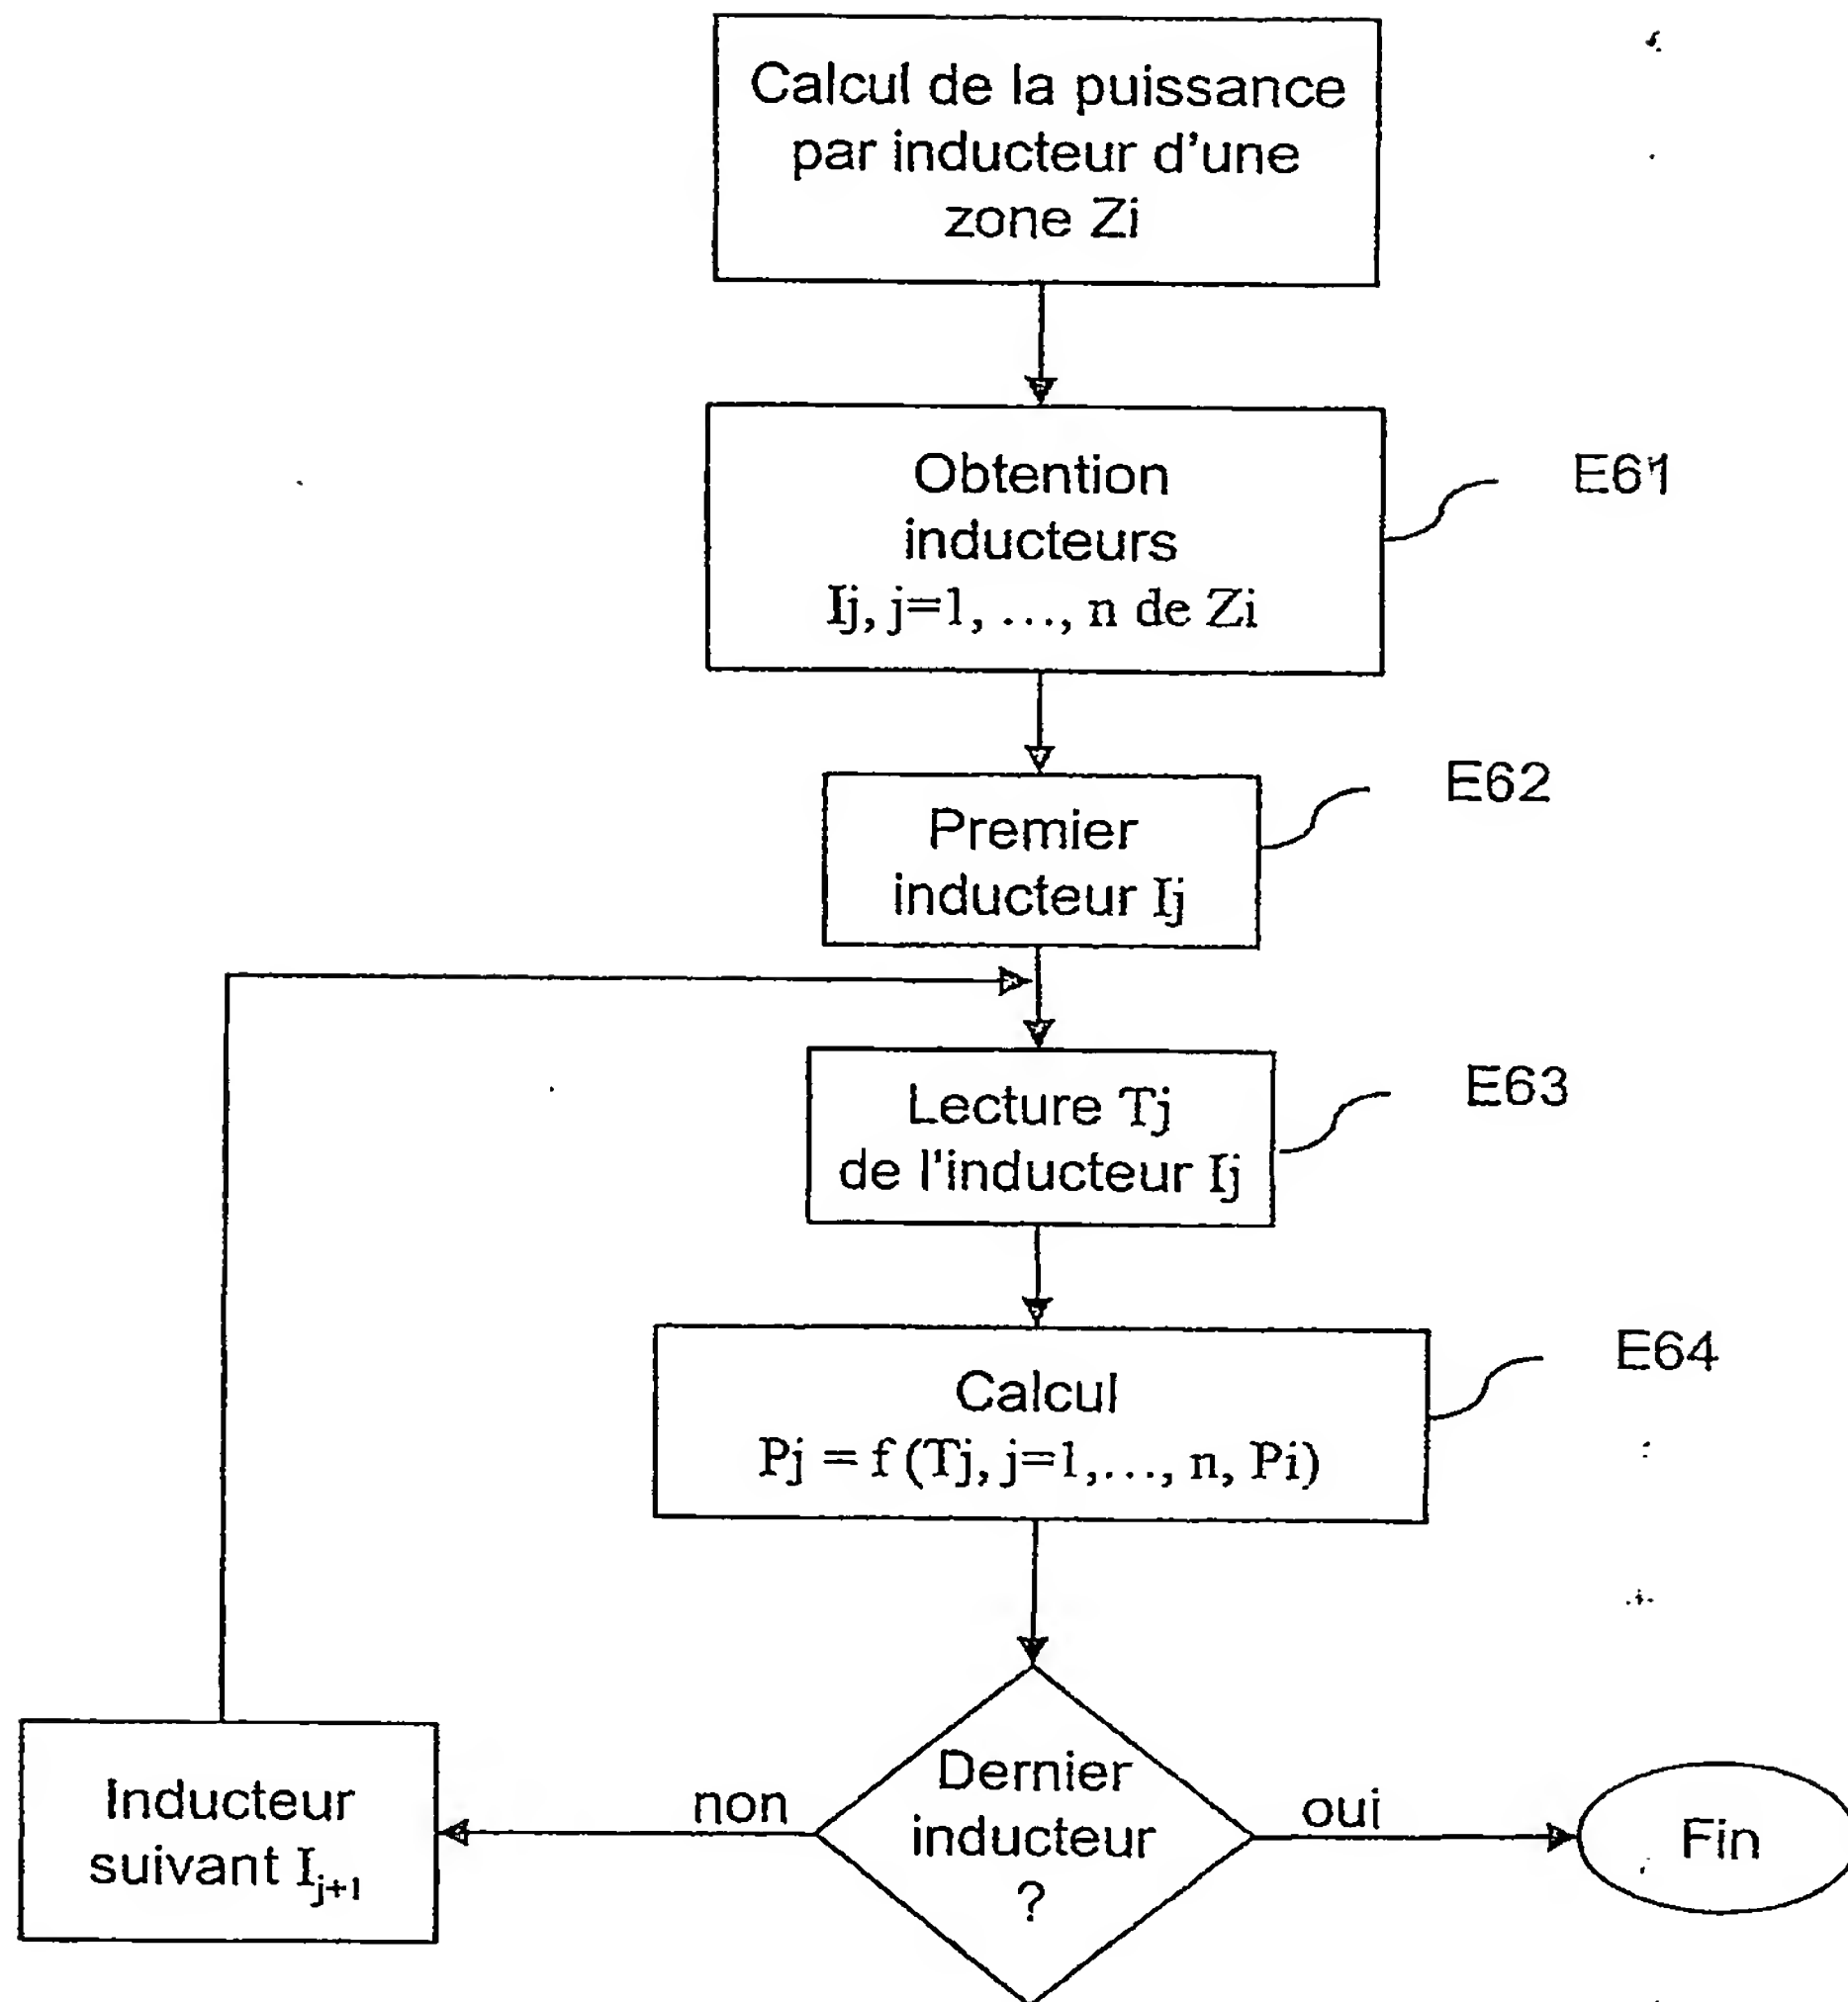 Calcul de la puissance
par inducteur d'une
zone Zi
Obtention
inducteurs
Ij, j=1, ..., n de Zi
E61
Premier
inducteur Ij
E62
Lecture Tj
de l'inducteur Ij
E63
Calcul
Pj = f (Tj, j=1,..., n, Pi)
E64
Dernier
inducteur
?
non
oui
Inducteur
suivant I_{j+1}
Fin